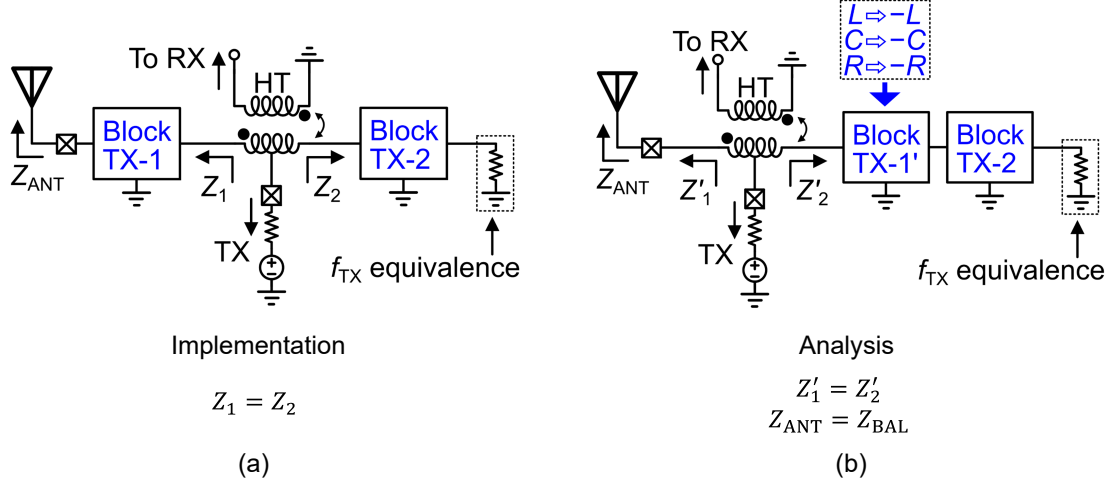 To RX
HT
Block
TX-1
Block
TX-2
Z_ANT
Z_1
Z_2
TX
f_TX equivalence
Implementation
Z_1 = Z_2
(a)
L⇨−L
C⇨−C
R⇨−R
To RX
HT
Block
TX-1'
Block
TX-2
Z_ANT
Z'_1
Z'_2
TX
f_TX equivalence
Analysis
Z'_1 = Z'_2
Z_ANT = Z_BAL
(b)